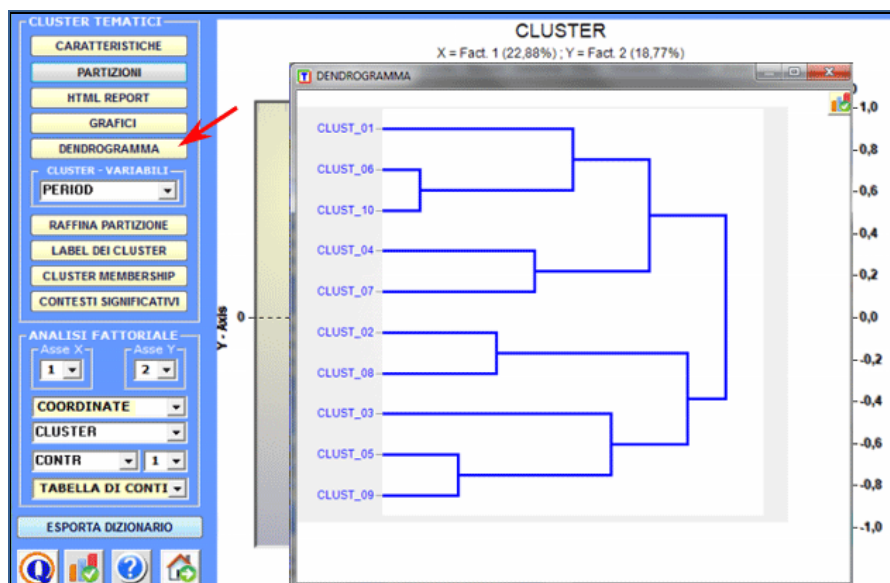 CLUSTER TEMATICI
CARATTERISTICHE
PARTIZIONI
HTML REPORT
GRAFICI
DENDROGRAMMA
CLUSTER - VARIABILI
PERIOD
RAFFINA PARTIZIONE
LABEL DEI CLUSTER
CLUSTER MEMBERSHIP
CONTESTI SIGNIFICATIVI
ANALISI FATTORIALE
Asse X
Asse Y
1
2
COORDINATE
CLUSTER
CONTR
1
TABELLA DI CONTI
ESPORTA DIZIONARIO
Q
?
CLUSTER
X = Fact. 1 (22,88%) ; Y = Fact. 2 (18,77%)
Y - Axis
0
T DENDROGRAMMA
CLUST_01
CLUST_06
CLUST_10
CLUST_04
CLUST_07
CLUST_02
CLUST_08
CLUST_03
CLUST_05
CLUST_09
0
1,0
0,8
0,6
0,4
0,2
0,0
-0,2
-0,4
-0,6
-0,8
-1,0